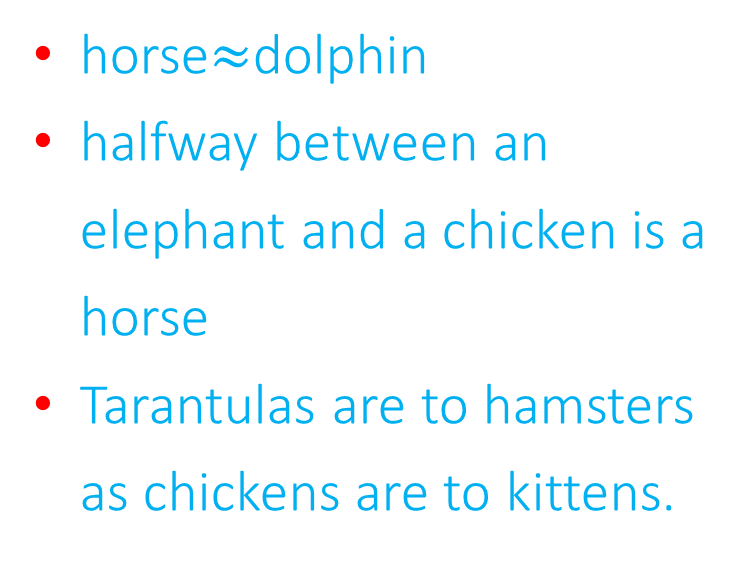 • horse≈dolphin
• halfway between an
elephant and a chicken is a
horse
• Tarantulas are to hamsters
as chickens are to kittens.